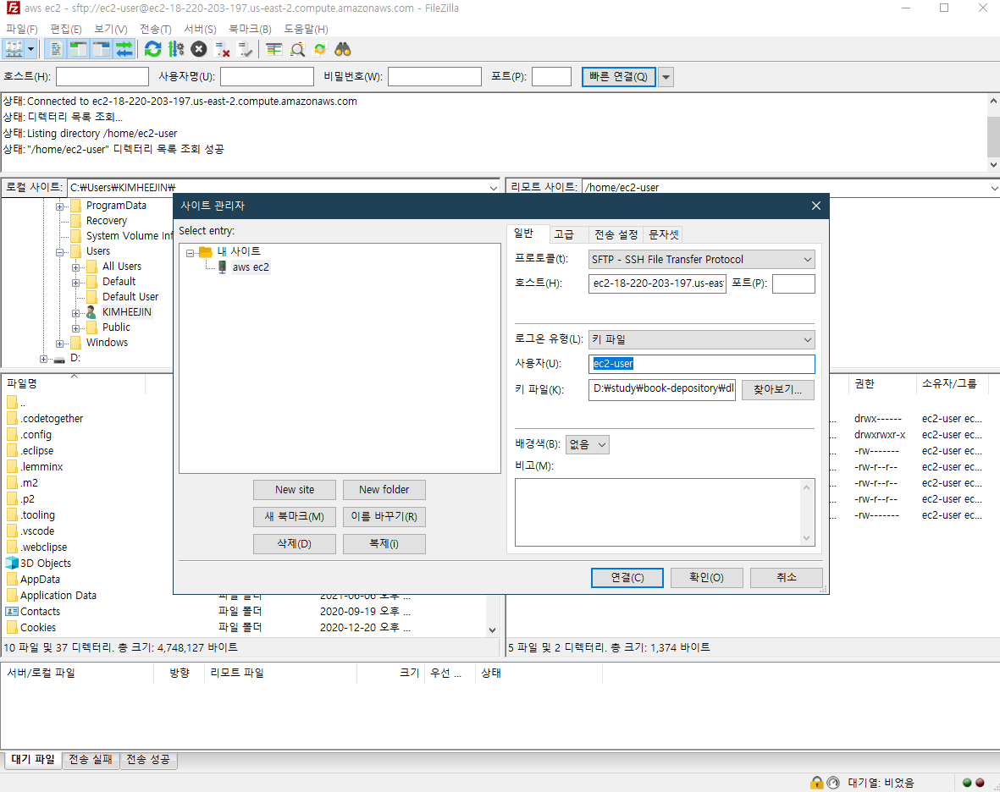 aws ec2 - sftp://ec2-user@ec2-18-220-203-197.us-east-2.compute.amazonaws.com - FileZilla
파일(F) 편집(E) 보기(V) 전송(T) 서버(S) 북마크(B) 도움말(H)
호스트(H): 사용자명(U): 비밀번호(W): 포트(P): 빠른 연결(Q)
상태: Connected to ec2-18-220-203-197.us-east-2.compute.amazonaws.com
상태: 디렉터리 목록 조회...
상태: Listing directory /home/ec2-user
상태: "/home/ec2-user" 디렉터리 목록 조회 성공
로컬 사이트: C:₩Users₩KIMHEEJIN₩
리모트 사이트: /home/ec2-user
ProgramData
Recovery
System Volume Inf
Users
All Users
Default
Default User
KIMHEEJIN
Public
Windows
D:
사이트 관리자
Select entry:
내 사이트
aws ec2
New site New folder
새 북마크(M) 이름 바꾸기(R)
삭제(D) 복제(i)
일반 고급 전송 설정 문자셋
프로토콜(t): SFTP - SSH File Transfer Protocol
호스트(H): ec2-18-220-203-197.us-eas 포트(P):
로그온 유형(L): 키 파일
사용자(U): ec2-user
키 파일(K): D:₩study₩book-depository₩dl 찾아보기...
배경색(B): 없음
비고(M):
연결(C) 확인(O) 취소
파일명
..
.codetogether
.config
.eclipse
.lemminx
.m2
.p2
.tooling
.vscode
.webclipse
3D Objects
AppData
Application Data 파일 폴더 2021-06-06 오후 ...
Contacts 파일 폴더 2020-09-19 오후 ...
Cookies 파일 폴더 2020-12-20 오후 ...
권한 소유자/그룹
... drwx------ ec2-user ec...
... drwxrwxr-x ec2-user ec...
... -rw------- ec2-user ec...
... -rw-r--r-- ec2-user ec...
... -rw-r--r-- ec2-user ec...
... -rw-r--r-- ec2-user ec...
... -rw------- ec2-user ec...
10 파일 및 37 디렉터리. 총 크기: 4,748,127 바이트
5 파일 및 2 디렉터리. 총 크기: 1,374 바이트
서버/로컬 파일 방향 리모트 파일 크기 우선 ... 상태
대기 파일 전송 실패 전송 성공
대기열: 비었음